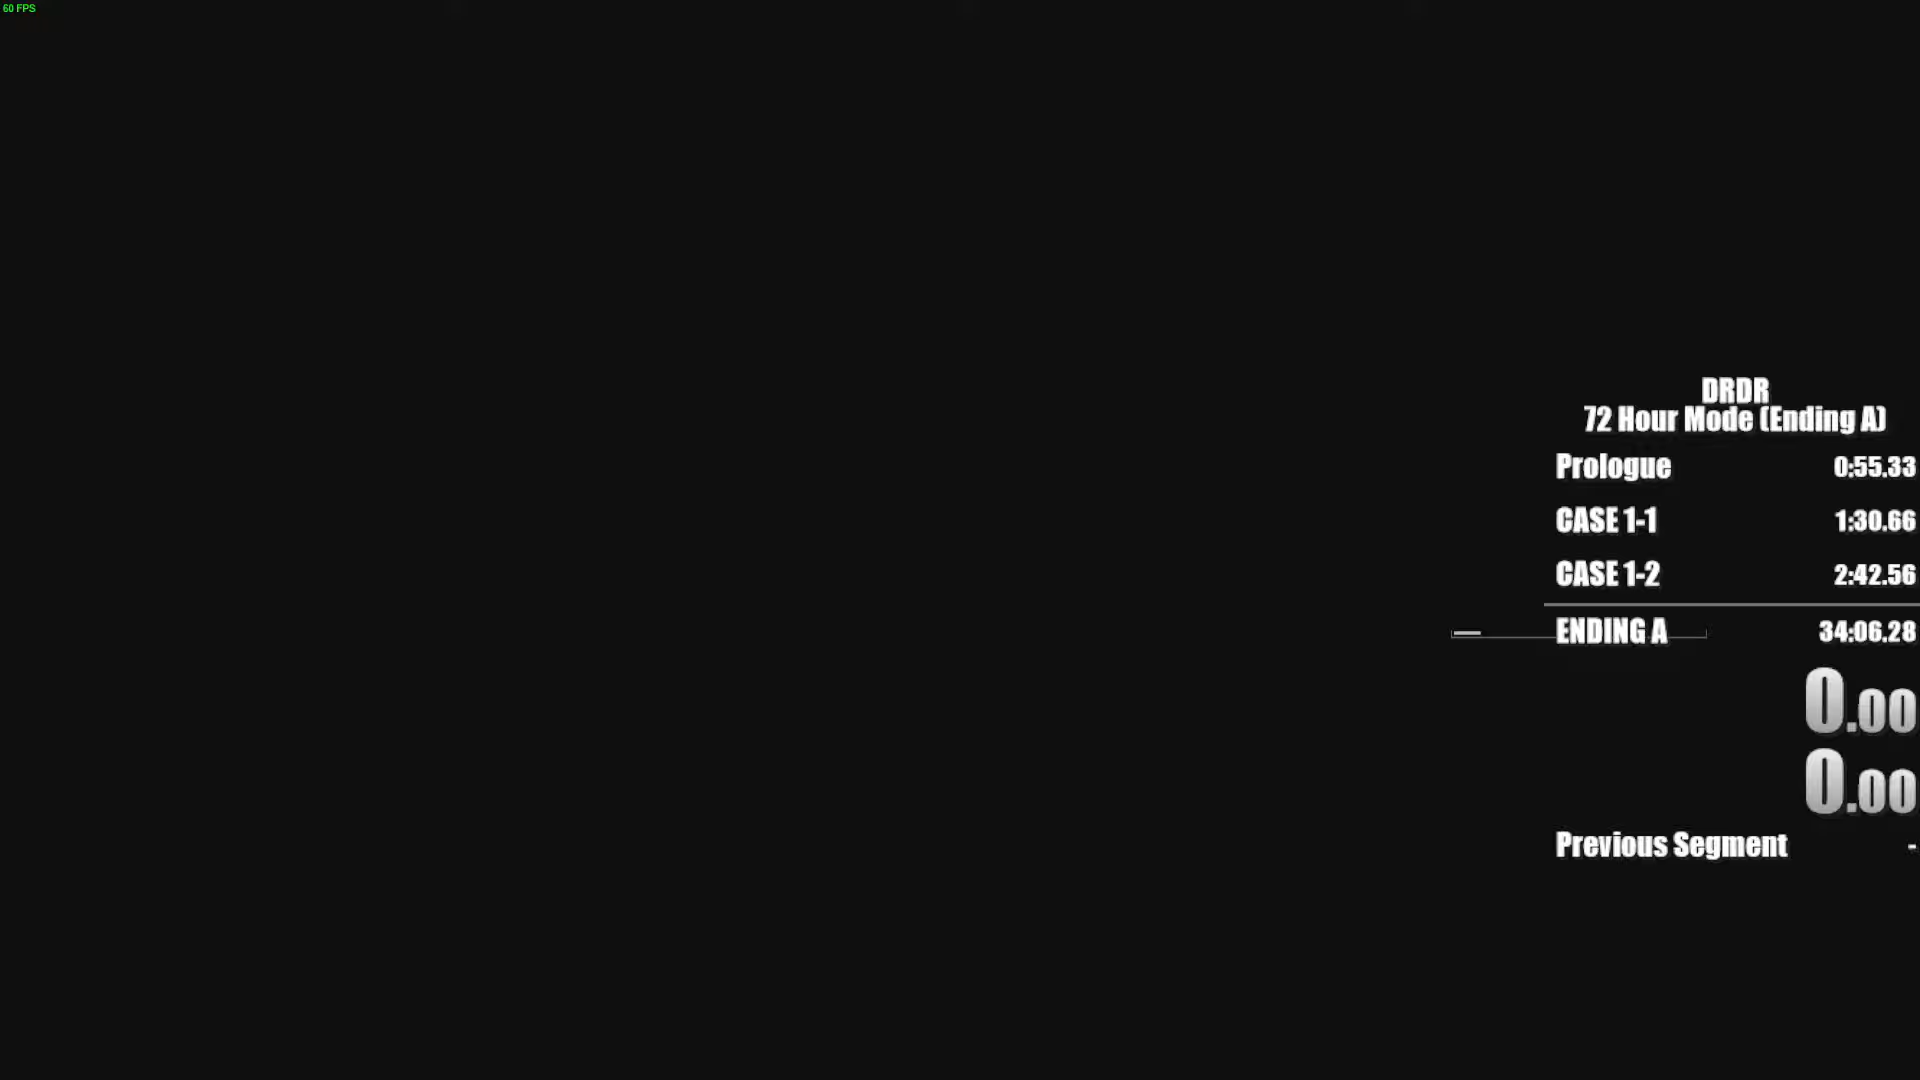 60 FPS
DRDR
72 Hour Mode (Ending A)
Prologue 0:55.33
CASE 1-1 1:30.66
CASE 1-2 2:42.56
ENDING A 34:06.28
0.00
0.00
Previous Segment -